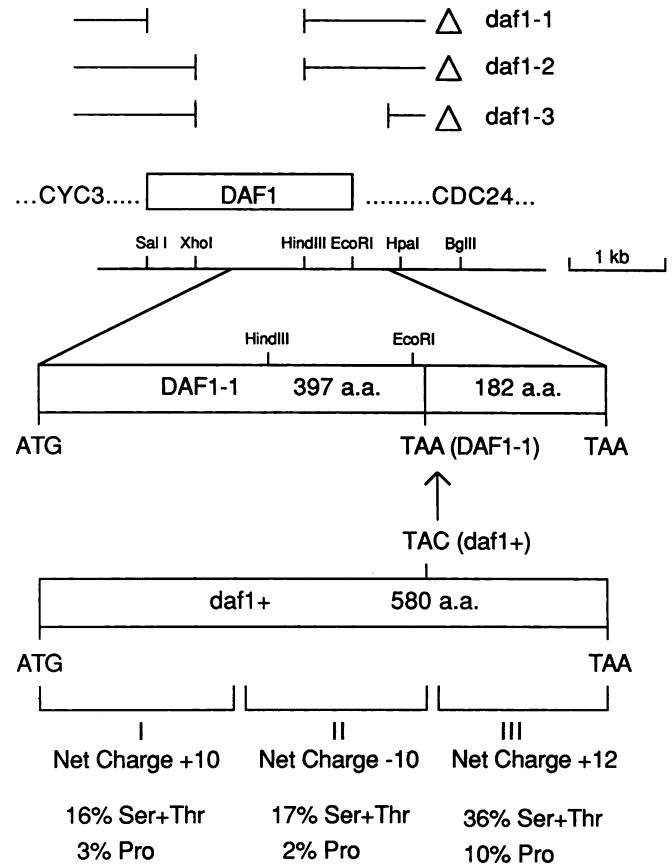 △ daf1-1
△ daf1-2
△ daf1-3
...CYC3..... DAF1 .........CDC24...
Sal I XhoI HindIII EcoRI HpaI BglII
1 kb
HindIII EcoRI
DAF1-1 397 a.a. 182 a.a.
ATG TAA (DAF1-1) TAA
TAC (daf1+)
daf1+ 580 a.a.
ATG TAA
I II III
Net Charge +10 Net Charge -10 Net Charge +12
16% Ser+Thr 17% Ser+Thr 36% Ser+Thr
3% Pro 2% Pro 10% Pro